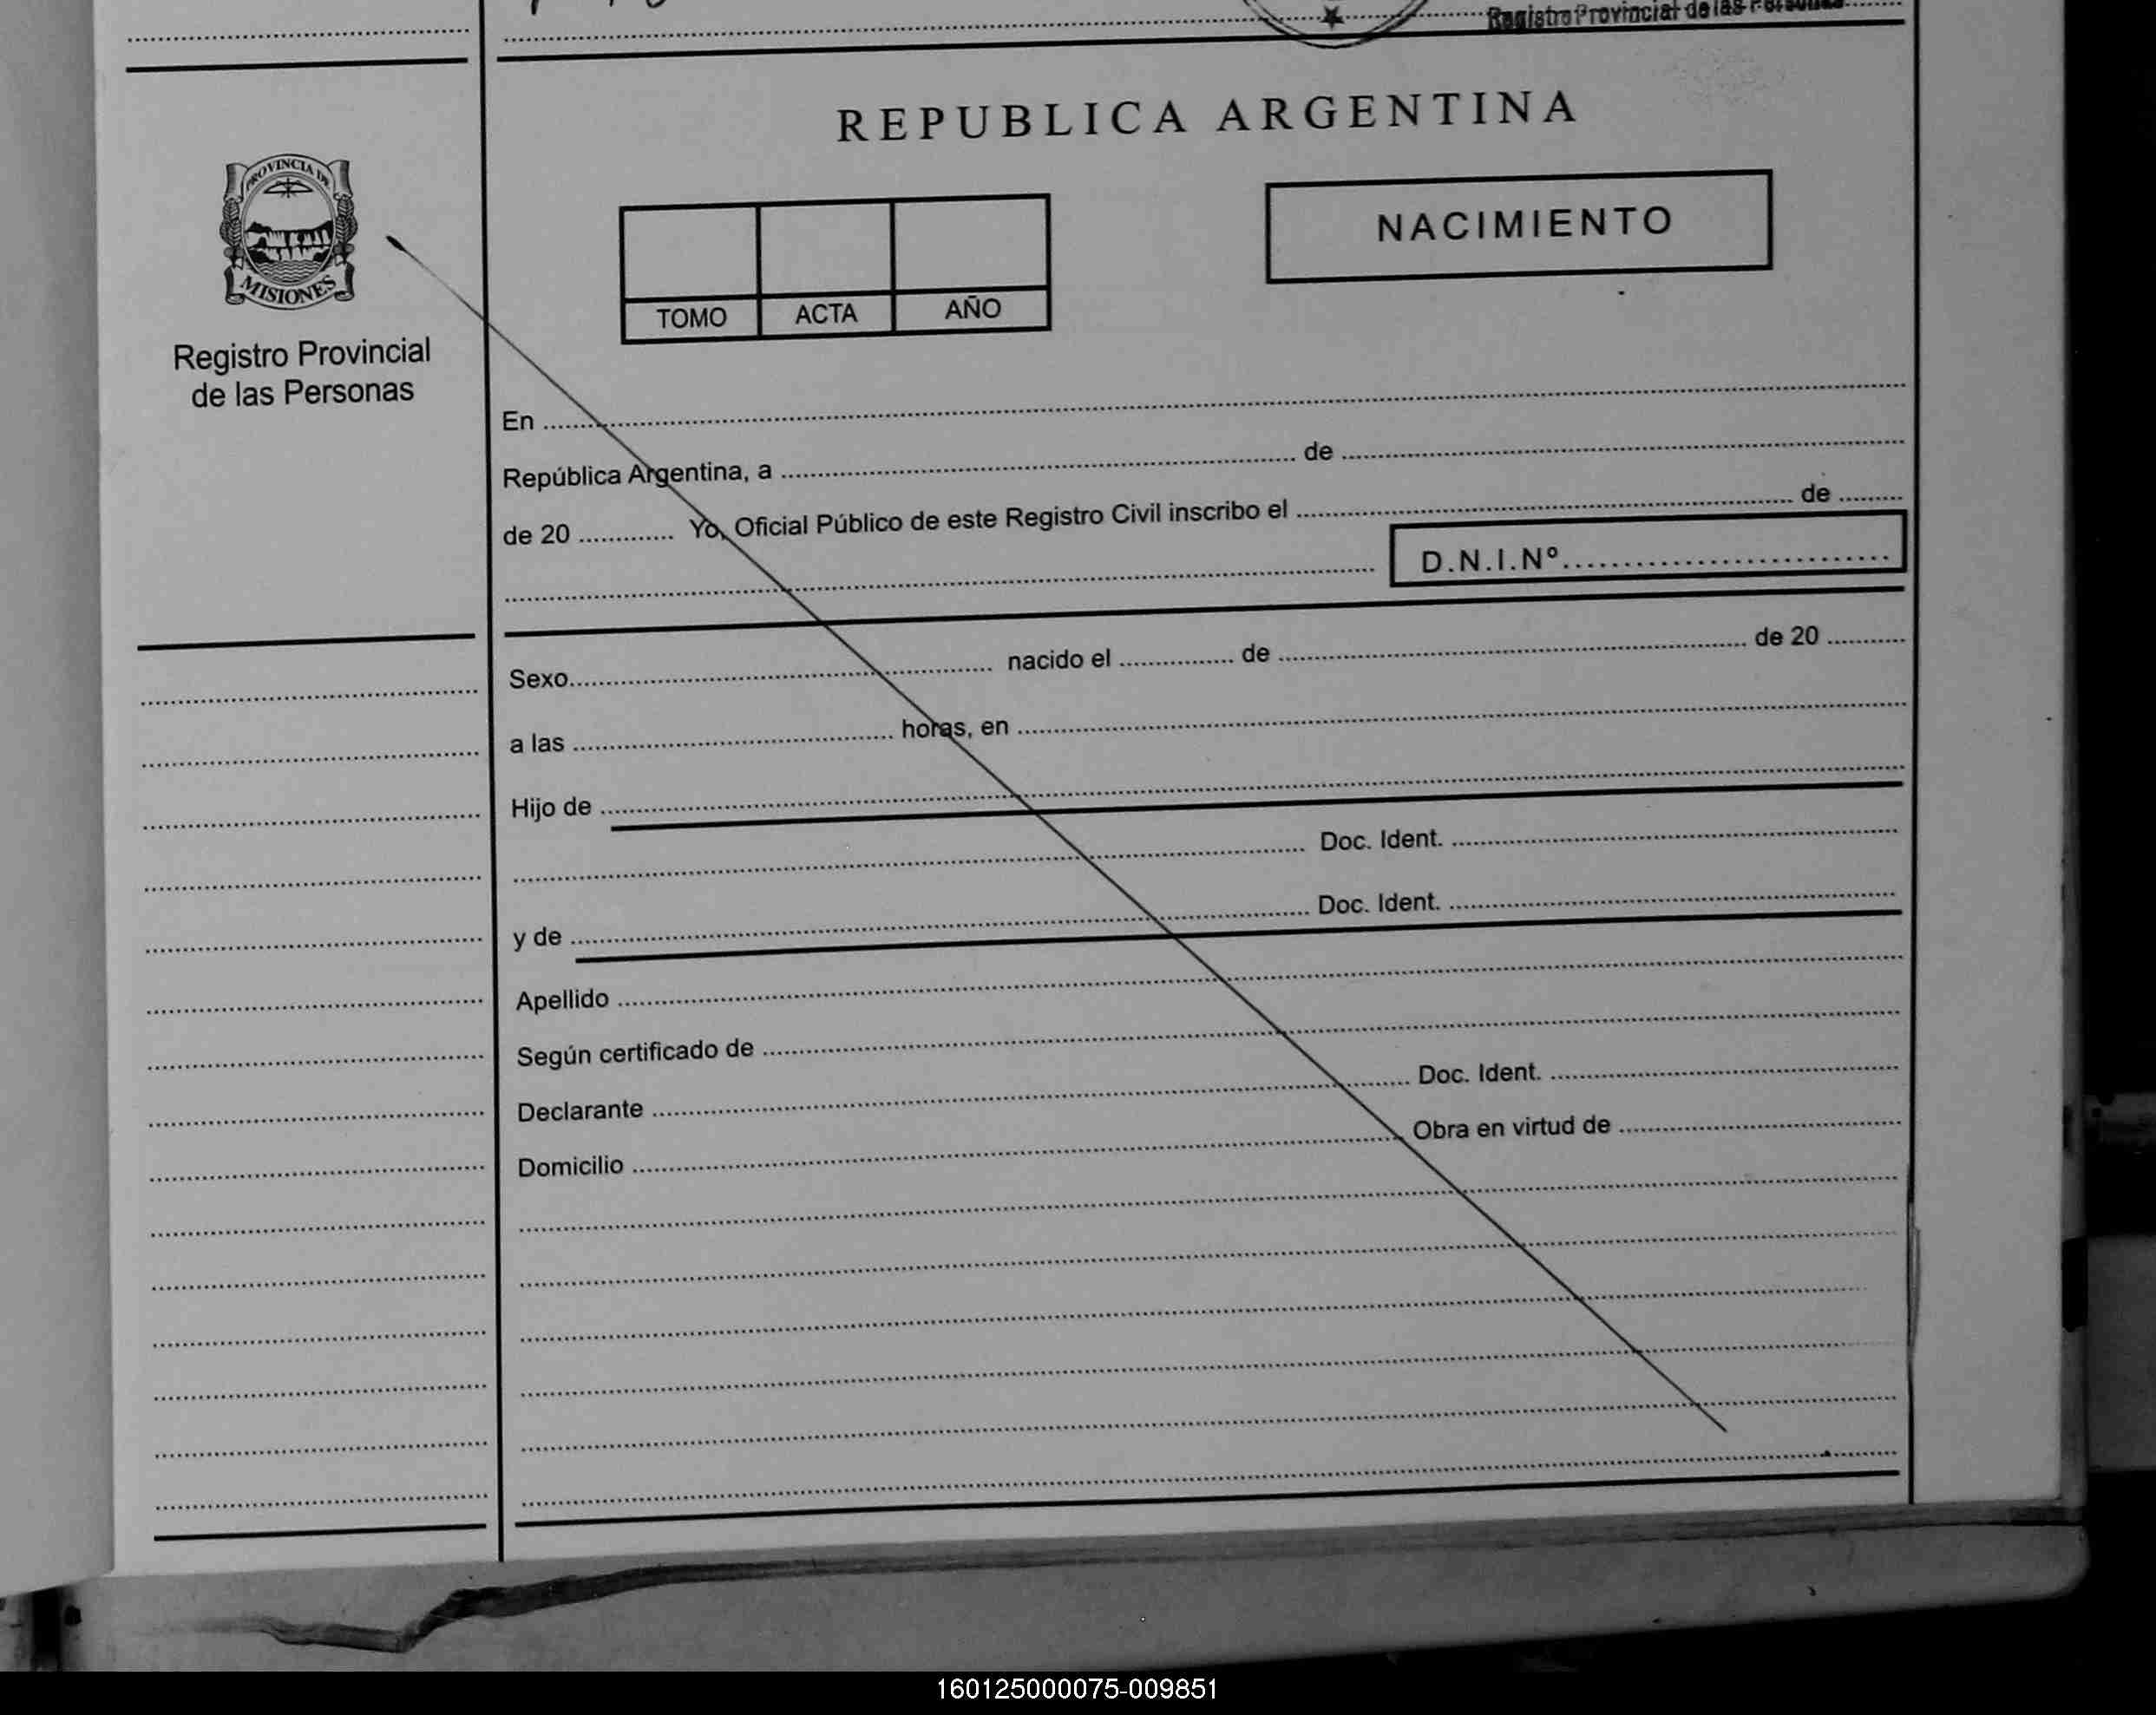 Registro Provincial de las Personas
REPUBLICA ARGENTINA
PROVINCIA DE
MISIONES
Registro Provincial
de las Personas
NACIMIENTO
TOMO ACTA AÑO
En
República Argentina, a de
de 20 Yo, Oficial Público de este Registro Civil inscribo el de
D.N.I.Nº
Sexo nacido el de de 20
a las horas, en
Hijo de
Doc. Ident.
y de Doc. Ident.
Apellido
Según certificado de
Declarante Doc. Ident.
Domicilio Obra en virtud de
160125000075-009851